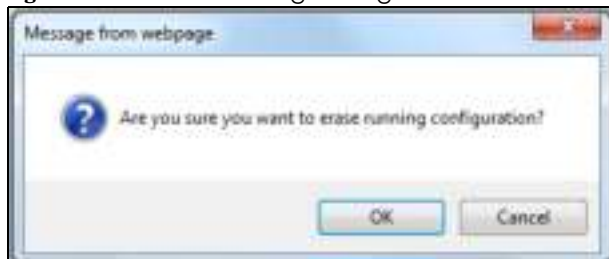 Message from webpage
Are you sure you want to erase running configuration?
OK
Cancel